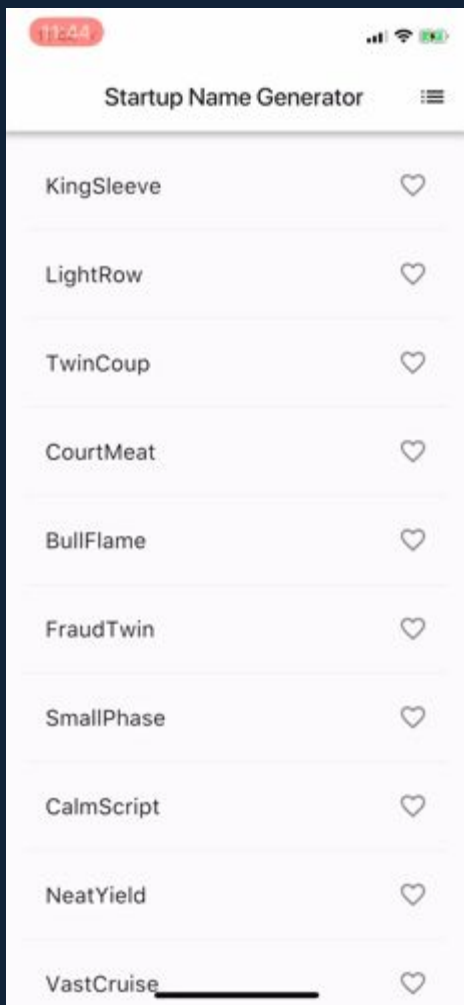 11:44
Startup Name Generator
KingSleeve
LightRow
TwinCoup
CourtMeat
BullFlame
FraudTwin
SmallPhase
CalmScript
NeatYield
VastCruise